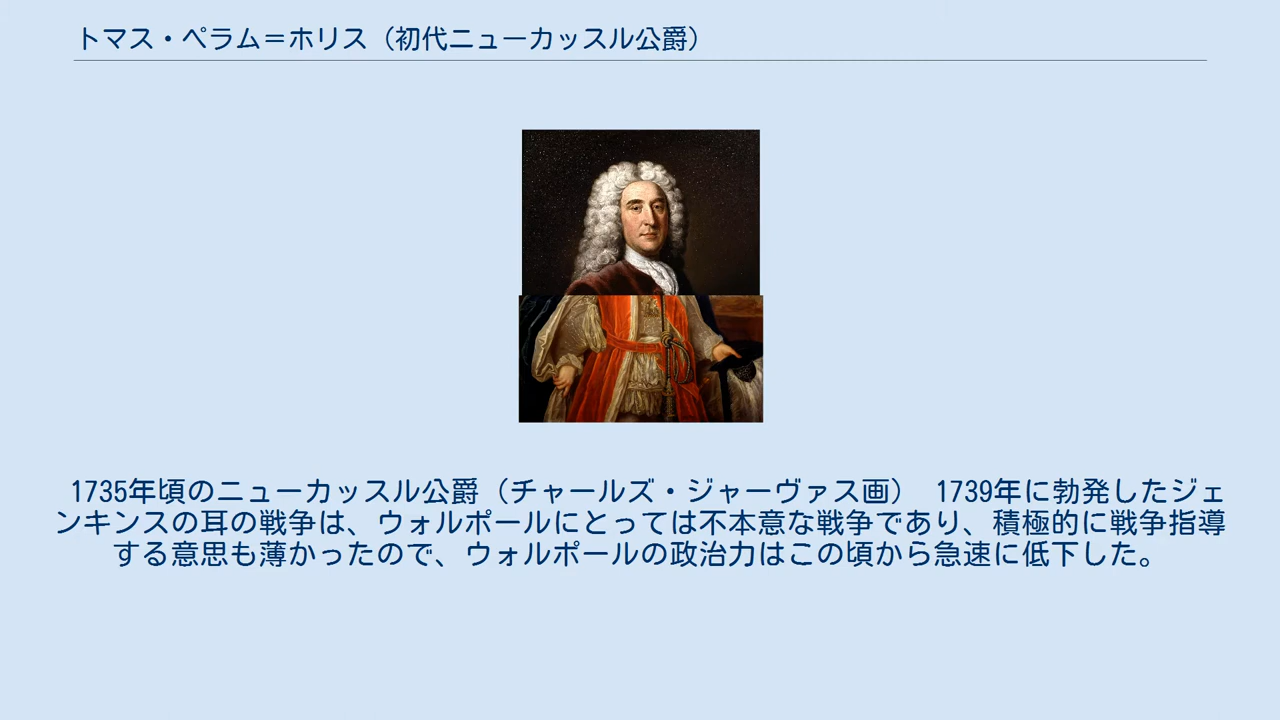 トマス・ペラム＝ホリス（初代ニューカッスル公爵）
1735年頃のニューカッスル公爵（チャールズ・ジャーヴァス画） 1739年に勃発したジェ
ンキンスの耳の戦争は、ウォルポールにとっては不本意な戦争であり、積極的に戦争指導
する意思も薄かったので、ウォルポールの政治力はこの頃から急速に低下した。